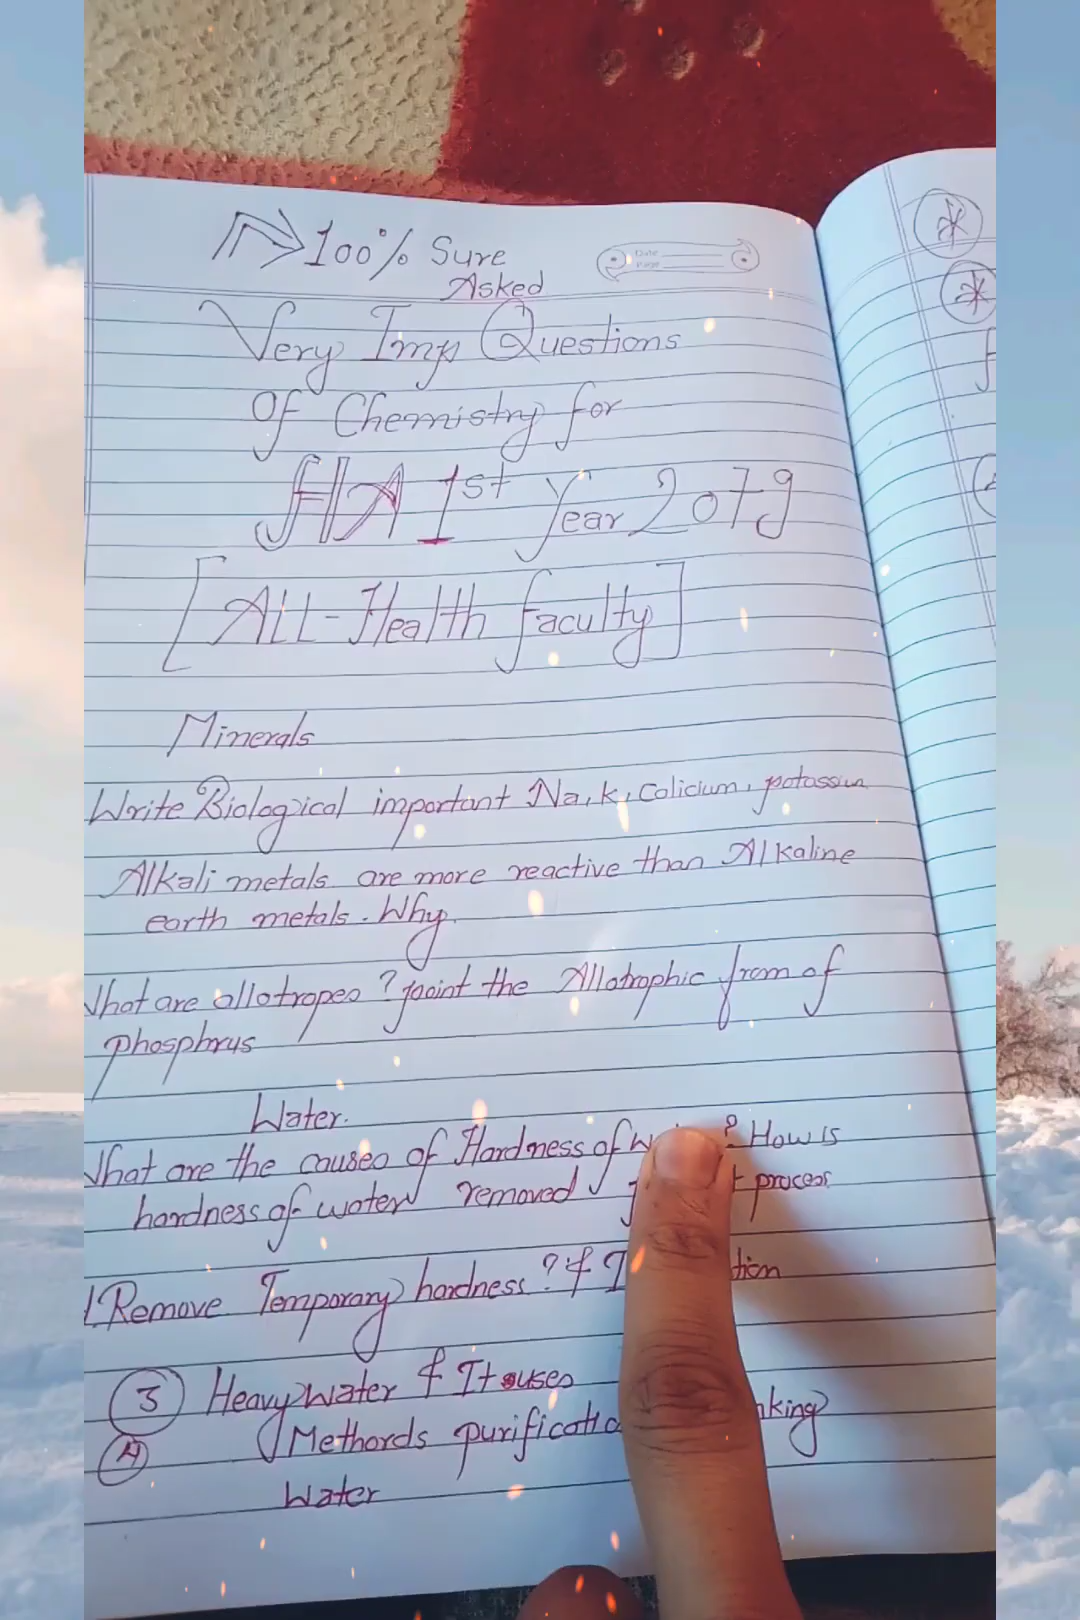 100% Sure
Asked
Date
Page
Very Imp Questions
Of Chemistry for
HA 1st Year 2079
[ALL-Health faculty]
Minerals
Write Biological important Na, K, Calicium, potassium
Alkali metals are more reactive than Alkaline
earth metals. Why
What are allotropes? point the Allotrophic from of
phosphrus
Water.
What are the causes of Hardness of ? How is
hardness of water removed process
Remove Temporary hardness? &
3 Heavy water & It uses
4 Methords
Water